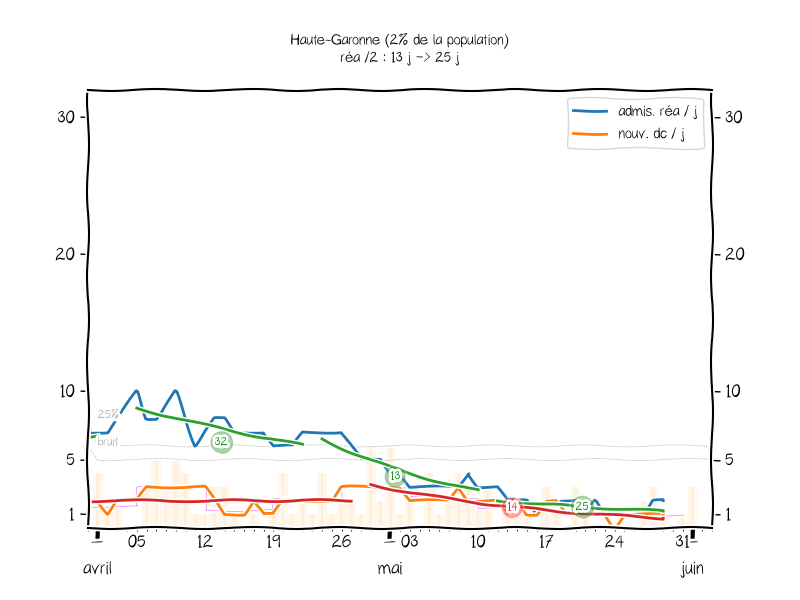 Haute-Garonne (2% de la population)
réa /2 : 13 j -> 25 j
admis. réa / j
nouv. dc / j
30 30
20 20
10 10
25%
bruit
32
5 5
13
14 25
1 1
05 12 19 26 03 10 17 24 31
avril mai juin